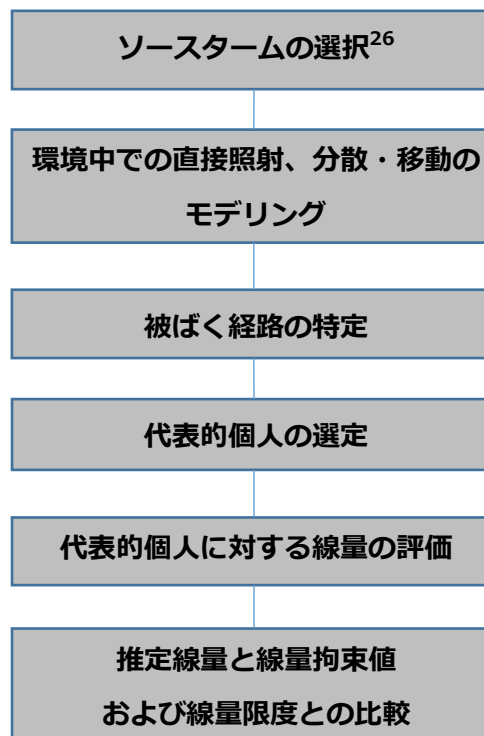 ソースタームの選択26
環境中での直接照射、分散・移動の
モデリング
被ばく経路の特定
代表的個人の選定
代表的個人に対する線量の評価
推定線量と線量拘束値
および線量限度との比較